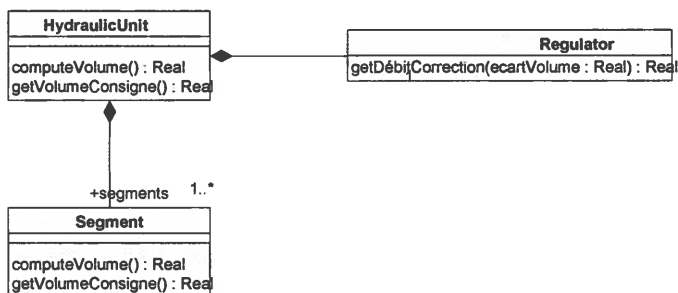 HydraulicUnit
computeVolume() : Real
getVolumeConsigne() : Real
Regulator
getDébitCorrection(ecartVolume : Real) : Real
+segments 1..*
Segment
computeVolume() : Real
getVolumeConsigne() : Real